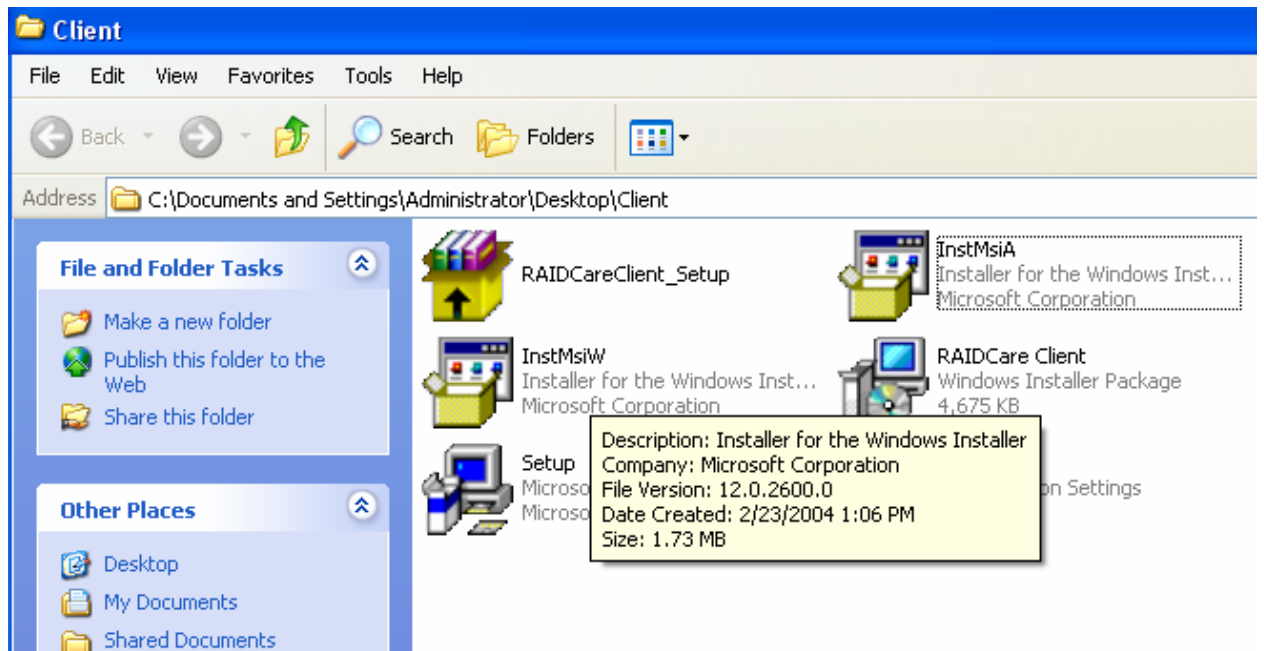 Client
File Edit View Favorites Tools Help
Back Search Folders
Address C:\Documents and Settings\Administrator\Desktop\Client
File and Folder Tasks
Make a new folder
Publish this folder to the
Web
Share this folder
Other Places
Desktop
My Documents
Shared Documents
RAIDCareClient_Setup
InstMsiA
Installer for the Windows Inst...
Microsoft Corporation
InstMsiW
Installer for the Windows Inst...
Microsoft Corporation
RAIDCare Client
Windows Installer Package
4,675 KB
Setup
Description: Installer for the Windows Installer
Company: Microsoft Corporation
File Version: 12.0.2600.0
Date Created: 2/23/2004 1:06 PM
Size: 1.73 MB
Settings